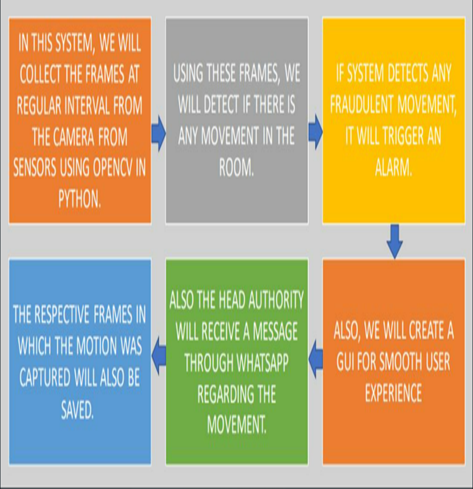 IN THIS SYSTEM, WE WILL
COLLECT THE FRAMES AT
REGULAR INTERVAL FROM
THE CAMERA FROM
SENSORS USING OPENCV IN
PYTHON.
USING THESE FRAMES, WE
WILL DETECT IF THERE IS
ANY MOVEMENT IN THE
ROOM.
IF SYSTEM DETECTS ANY
FRAUDULENT MOVEMENT,
IT WILL TRIGGER AN
ALARM.
ALSO, WE WILL CREATE A
GUI FOR SMOOTH USER
EXPERIENCE
ALSO THE HEAD AUTHORITY
WILL RECEIVE A MESSAGE
THROUGH WHATSAPP
REGARDING THE
MOVEMENT.
THE RESPECTIVE FRAMES IN
WHICH THE MOTION WAS
CAPTURED WILL ALSO BE
SAVED.